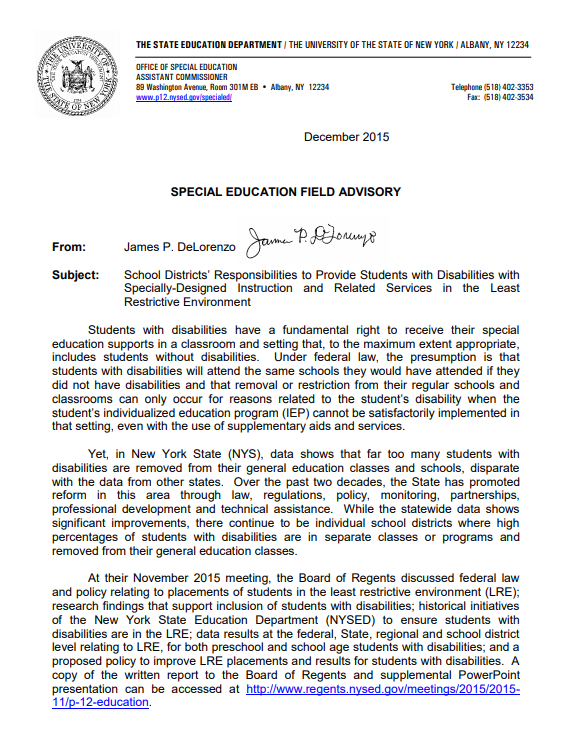 THE UNIVERSITY OF
THE STATE OF NEW YORK
THE STATE EDUCATION DEPARTMENT / THE UNIVERSITY OF THE STATE OF NEW YORK / ALBANY, NY 12234
OFFICE OF SPECIAL EDUCATION
ASSISTANT COMMISSIONER
89 Washington Avenue, Room 301M EB • Albany, NY 12234 Telephone (518) 402-3353
www.p12.nysed.gov/specialed/ Fax: (518) 402-3534
December 2015
SPECIAL EDUCATION FIELD ADVISORY
From: James P. DeLorenzo James P. DeLorenzo
Subject: School Districts' Responsibilities to Provide Students with Disabilities with
Specially-Designed Instruction and Related Services in the Least
Restrictive Environment
Students with disabilities have a fundamental right to receive their special
education supports in a classroom and setting that, to the maximum extent appropriate,
includes students without disabilities. Under federal law, the presumption is that
students with disabilities will attend the same schools they would have attended if they
did not have disabilities and that removal or restriction from their regular schools and
classrooms can only occur for reasons related to the student's disability when the
student's individualized education program (IEP) cannot be satisfactorily implemented in
that setting, even with the use of supplementary aids and services.
Yet, in New York State (NYS), data shows that far too many students with
disabilities are removed from their general education classes and schools, disparate
with the data from other states. Over the past two decades, the State has promoted
reform in this area through law, regulations, policy, monitoring, partnerships,
professional development and technical assistance. While the statewide data shows
significant improvements, there continue to be individual school districts where high
percentages of students with disabilities are in separate classes or programs and
removed from their general education classes.
At their November 2015 meeting, the Board of Regents discussed federal law
and policy relating to placements of students in the least restrictive environment (LRE);
research findings that support inclusion of students with disabilities; historical initiatives
of the New York State Education Department (NYSED) to ensure students with
disabilities are in the LRE; data results at the federal, State, regional and school district
level relating to LRE, for both preschool and school age students with disabilities; and a
proposed policy to improve LRE placements and results for students with disabilities. A
copy of the written report to the Board of Regents and supplemental PowerPoint
presentation can be accessed at http://www.regents.nysed.gov/meetings/2015/2015-
11/p-12-education.